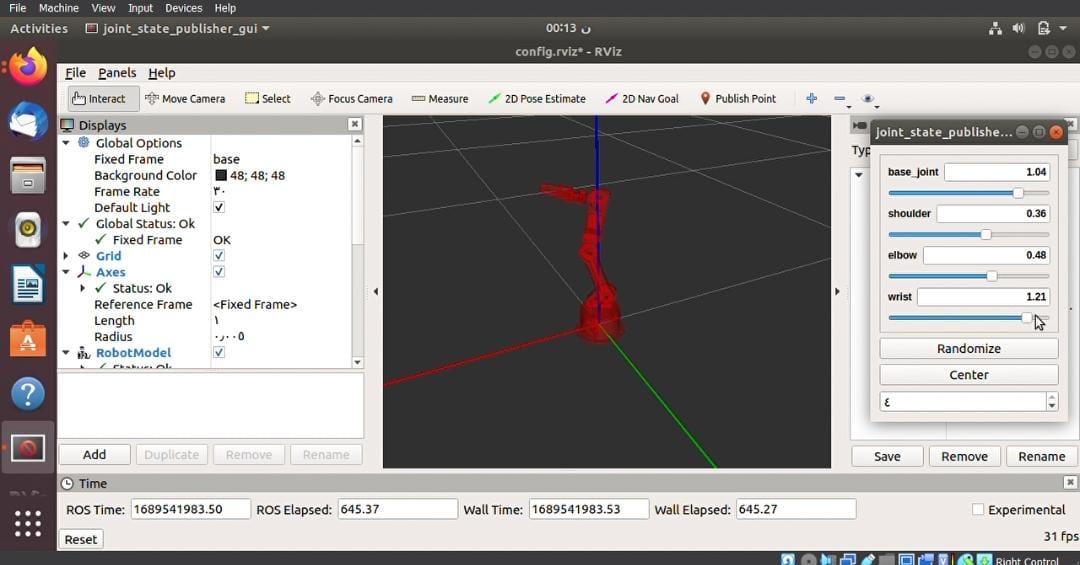 File Machine View Input Devices Help
Activities joint_state_publisher_gui 00:13 ن
config.rviz* - RViz
File Panels Help
Interact Move Camera Select Focus Camera Measure 2D Pose Estimate 2D Nav Goal Publish Point
Displays
Global Options
Fixed Frame base
Background Color 48; 48; 48
Frame Rate ٣٠
Default Light
Global Status: Ok
Fixed Frame OK
Grid
Axes
Status: Ok
Reference Frame <Fixed Frame>
Length ١
Radius ٠٫٠٠٥
RobotModel
Status: Ok
Add Duplicate Remove Rename
joint_state_publishe...
base_joint 1.04
shoulder 0.36
elbow 0.48
wrist 1.21
Randomize
Center
٤
Save Remove Rename
Time
ROS Time: 1689541983.50 ROS Elapsed: 645.37 Wall Time: 1689541983.53 Wall Elapsed: 645.27 Experimental
Reset 31 fps
Right Control